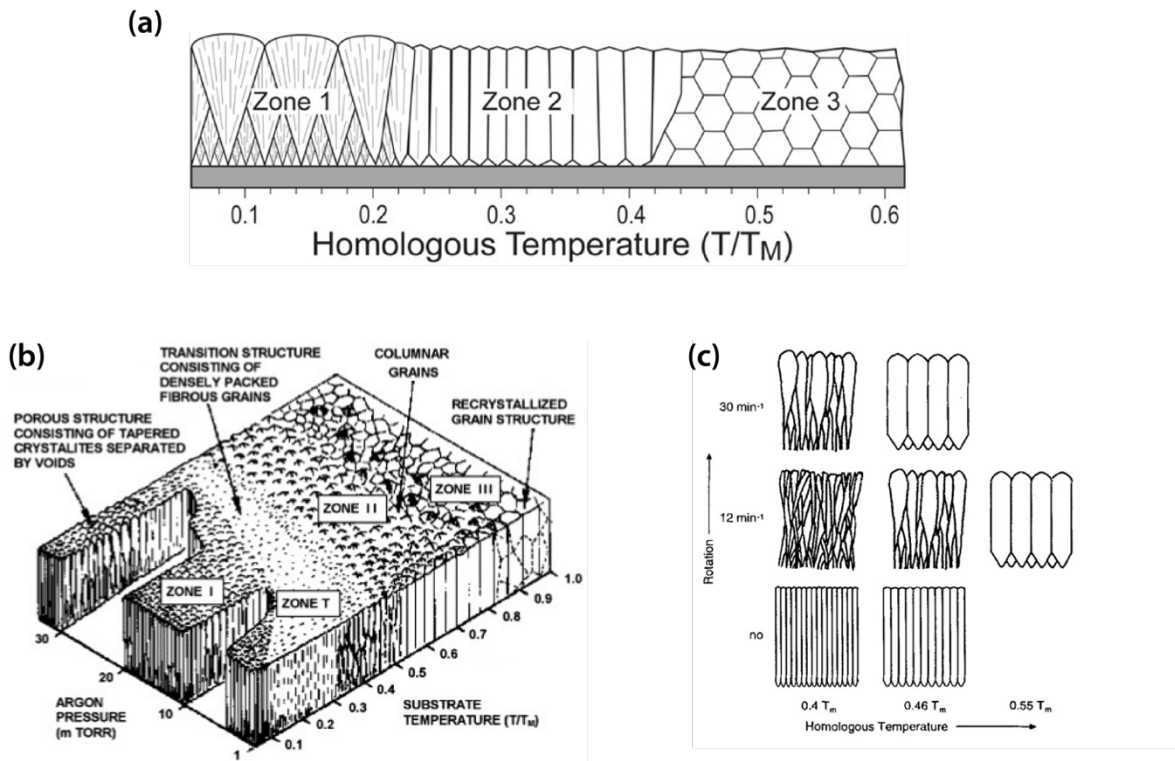 (a)
Zone 1
Zone 2
Zone 3
0.1
0.2
0.3
0.4
0.5
0.6
Homologous Temperature (T/TM)
(b)
TRANSITION STRUCTURE
CONSISTING OF
DENSELY PACKED
FIBROUS GRAINS
COLUMNAR
GRAINS
RECRYSTALLIZED
GRAIN STRUCTURE
POROUS STRUCTURE
CONSISTING OF TAPERED
CRYSTALITES SEPARATED
BY VOIDS
ZONE III
ZONE II
ZONE I
ZONE T
30
20
10
1
ARGON
PRESSURE
(m TORR)
0.1
0.2
0.3
0.4
0.5
0.6
0.7
0.8
0.9
1.0
SUBSTRATE
TEMPERATURE (T/TM)
(c)
30 min⁻¹
12 min⁻¹
no
Rotation
0.4 Tm
0.46 Tm
0.55 Tm
Homologous Temperature